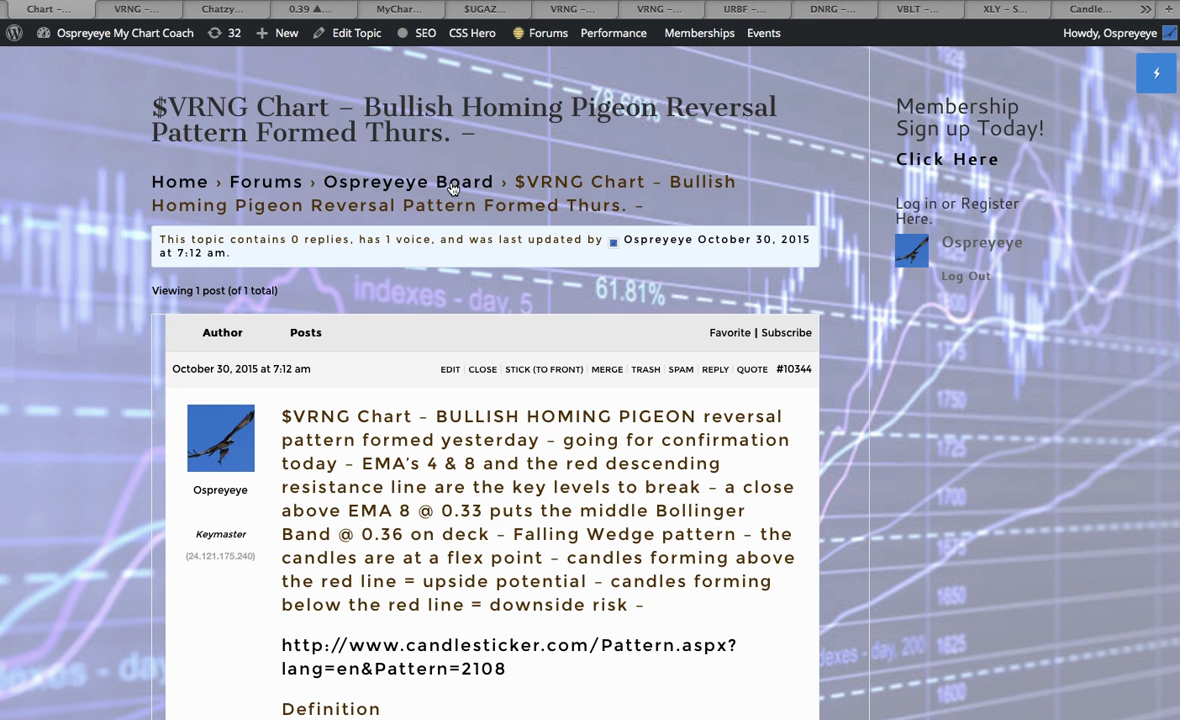 Chart –...
VRNG –...
Chatzy...
0.39 ▲...
MyChar...
$UGAZ...
VRNG –...
VRNG –...
URBF –...
DNRG –...
VBLT –...
XLY – S...
Candle...
Ospreyeye My Chart Coach
32
New
Edit Topic
SEO
CSS Hero
Forums
Performance
Memberships
Events
Howdy, Ospreyeye
$VRNG Chart – Bullish Homing Pigeon Reversal
Pattern Formed Thurs. –
Home › Forums › Ospreyeye Board › $VRNG Chart – Bullish
Homing Pigeon Reversal Pattern Formed Thurs. –
This topic contains 0 replies, has 1 voice, and was last updated by Ospreyeye October 30, 2015
at 7:12 am.
Viewing 1 post (of 1 total)
indexes - day, 5
61.81%
Author
Posts
Favorite | Subscribe
October 30, 2015 at 7:12 am
EDIT | CLOSE | STICK (TO FRONT) | MERGE | TRASH | SPAM | REPLY | QUOTE #10344
Ospreyeye
Keymaster
(24.121.175.240)
$VRNG Chart – BULLISH HOMING PIGEON reversal
pattern formed yesterday – going for confirmation
today – EMA’s 4 & 8 and the red descending
resistance line are the key levels to break – a close
above EMA 8 @ 0.33 puts the middle Bollinger
Band @ 0.36 on deck – Falling Wedge pattern – the
candles are at a flex point – candles forming above
the red line = upside potential – candles forming
below the red line = downside risk –
http://www.candlesticker.com/Pattern.aspx?
lang=en&Pattern=2108
Definition
Membership
Sign up Today!
Click Here
Log in or Register
Here.
Ospreyeye
Log Out
1775
1750
1725
1700
1650
1625
1600
indexes - day, 200